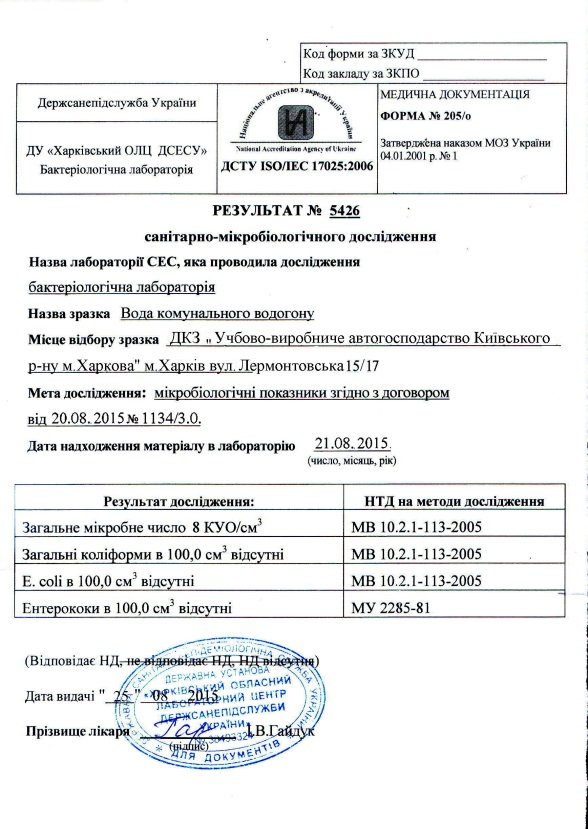 Код форми за ЗКУД
Код закладу за ЗКПО
Держсанепідслужба України
ДУ «Харківський ОЛЦ ДСЕСУ»
Бактеріологічна лабораторія
Національне агентство з акредитації України
National Accreditation Agency of Ukraine
ДСТУ ISO/IEC 17025:2006
МЕДИЧНА ДОКУМЕНТАЦІЯ
ФОРМА № 205/о
Затверджена наказом МОЗ України
04.01.2001 р. № 1
РЕЗУЛЬТАТ № 5426
санітарно-мікробіологічного дослідження
Назва лабораторії СЕС, яка проводила дослідження
бактеріологічна лабораторія
Назва зразка Вода комунального водогону
Місце відбору зразка ДКЗ „ Учбово-виробниче автогосподарство Київського
р-ну м.Харкова" м.Харків вул. Лермонтовська 15/17
Мета дослідження: мікробіологічні показники згідно з договором
від 20.08.2015 № 1134/3.0.
Дата надходження матеріалу в лабораторію 21.08.2015.
(число, місяць, рік)
Результат дослідження: НТД на методи дослідження
Загальне мікробне число 8 КУО/см³ МВ 10.2.1-113-2005
Загальні коліформи в 100,0 см³ відсутні МВ 10.2.1-113-2005
E. coli в 100,0 см³ відсутні МВ 10.2.1-113-2005
Ентерококи в 100,0 см³ відсутні МУ 2285-81
(Відповідає НД, не відповідає НД, НД відсутня)
Дата видачі " 25 " 08 2015
Прізвище лікаря І.В.Гайдук
(підпис)
ДЕРЖАВНА УСТАНОВА
«ХАРКІВСЬКИЙ ОБЛАСНИЙ
ЛАБОРАТОРНИЙ ЦЕНТР
ДЕРЖСАНЕПІДСЛУЖБИ
УКРАЇНИ»
ДЛЯ ДОКУМЕНТІВ